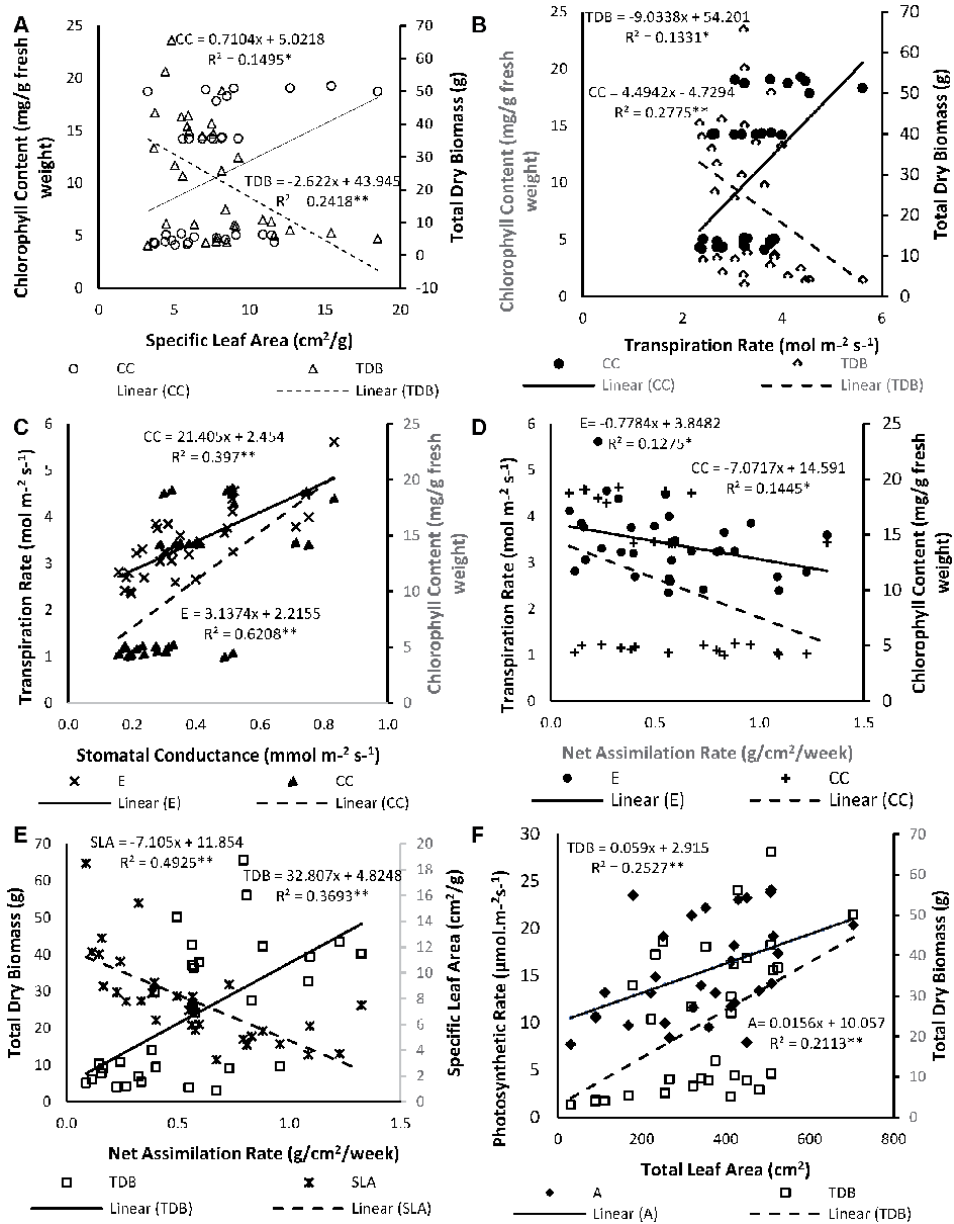 A
CC = 0.7104x + 5.0218
R² = 0.1495*
TDB = -2.622x + 43.945
R² = 0.2418**
Chlorophyll Content (mg/g fresh weight)
25
20
15
10
5
0
Total Dry Biomass (g)
70
60
50
40
30
20
10
0
-10
0 5 10 15 20
Specific Leaf Area (cm²/g)
CC TDB
Linear (CC) Linear (TDB)
B
TDB = -9.0338x + 54.201
R² = 0.1331*
CC = 4.4942x - 4.7294
R² = 0.2775**
Chlorophyll Content (mg/g fresh weight)
25
20
15
10
5
0
Total Dry Biomass (g)
70
60
50
40
30
20
10
0
0 2 4 6
Transpiration Rate (mol m-² s-¹)
CC TDB
Linear (CC) Linear (TDB)
C
CC = 21.405x + 2.454
R² = 0.397**
E = 3.1374x + 2.2155
R² = 0.6208**
Transpiration Rate (mol m-² s-¹)
6
5
4
3
2
1
0
Chlorophyll Content (mg/g fresh weight)
25
20
15
10
5
0
0.0 0.2 0.4 0.6 0.8 1.0
Stomatal Conductance (mmol m-² s-¹)
E CC
Linear (E) Linear (CC)
D
E= -0.7784x + 3.8482
R² = 0.1275*
CC = -7.0717x + 14.591
R² = 0.1445*
Transpiration Rate (mol m-² s-¹)
6
5
4
3
2
1
0
Chlorophyll Content (mg/g fresh weight)
25
20
15
10
5
0
0.0 0.5 1.0 1.5
Net Assimilation Rate (g/cm²/week)
E CC
Linear (E) Linear (CC)
E
SLA = -7.105x + 11.854
R² = 0.4925**
TDB = 32.807x + 4.8248
R² = 0.3693**
Total Dry Biomass (g)
70
60
50
40
30
20
10
0
Specific Leaf Area (cm²/g)
20
18
16
14
12
10
8
6
4
2
0
0.0 0.5 1.0 1.5
Net Assimilation Rate (g/cm²/week)
TDB SLA
Linear (TDB) Linear (SLA)
F
TDB = 0.059x + 2.915
R² = 0.2527**
A= 0.0156x + 10.057
R² = 0.2113**
Photosynthetic Rate (µmol.m-²s-¹)
30
25
20
15
10
5
0
Total Dry Biomass (g)
70
60
50
40
30
20
10
0
0 200 400 600 800
Total Leaf Area (cm²)
A TDB
Linear (A) Linear (TDB)